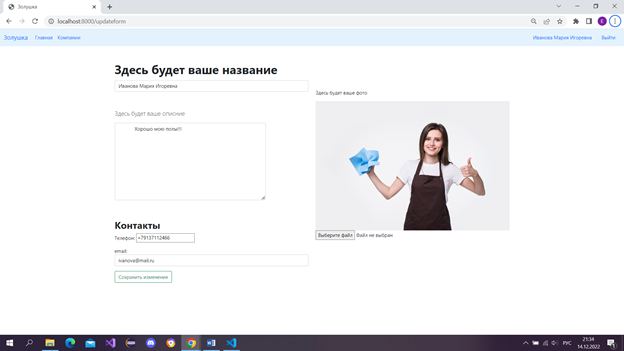 Золушка
localhost:8000/updateform
Золушка Главная Компании Иванова Мария Игоревна Выйти
Здесь будет ваше название
Иванова Мария Игоревна
Здесь будет ваше фото
Здесь будет ваше описние
Хорошо мою полы!!!
Контакты
Телефон: +79137112466
Выберите файл Файл не выбран
email:
ivanova@mail.ru
Сохранить изменения
21:34
РУС
14.12.2022